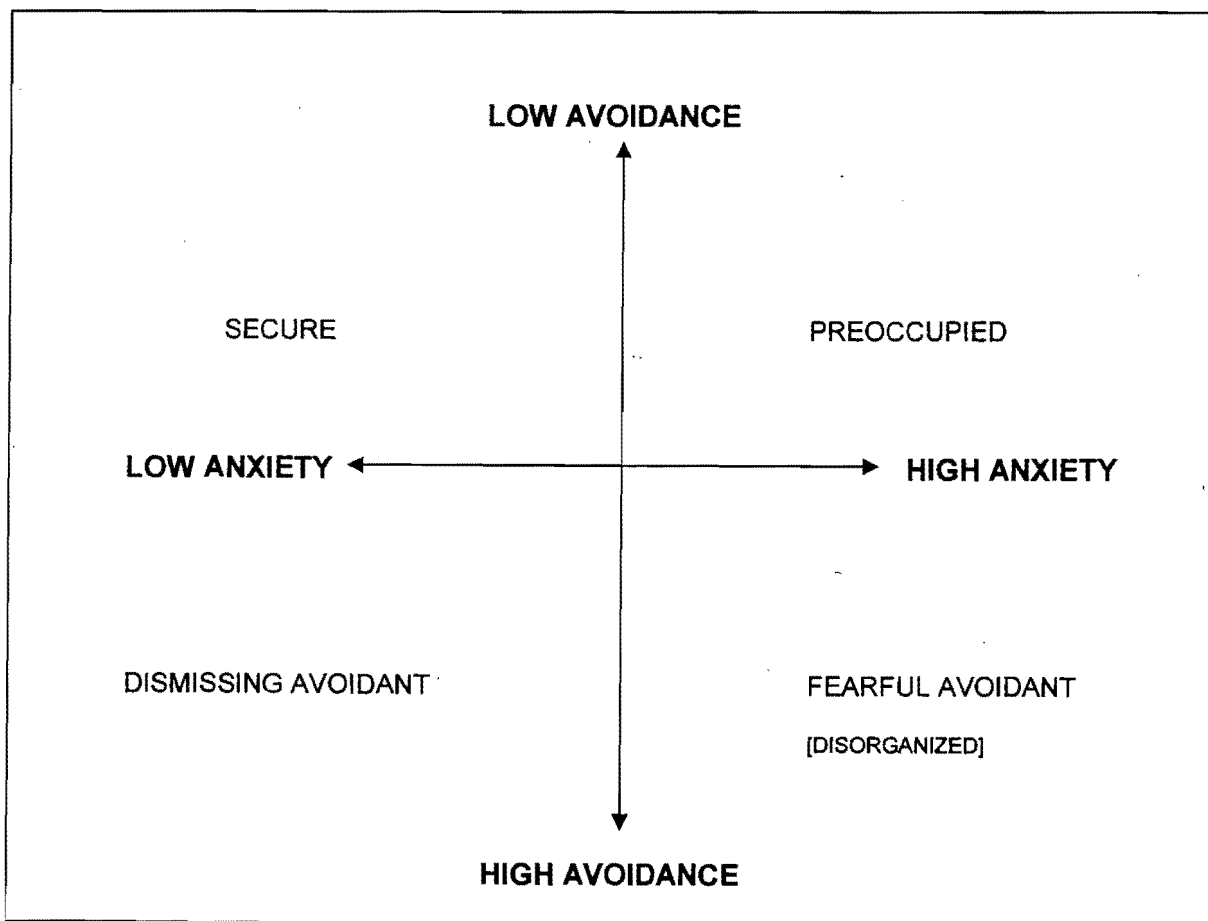 LOW AVOIDANCE
SECURE
PREOCCUPIED
LOW ANXIETY
HIGH ANXIETY
DISMISSING AVOIDANT
FEARFUL AVOIDANT
[DISORGANIZED]
HIGH AVOIDANCE